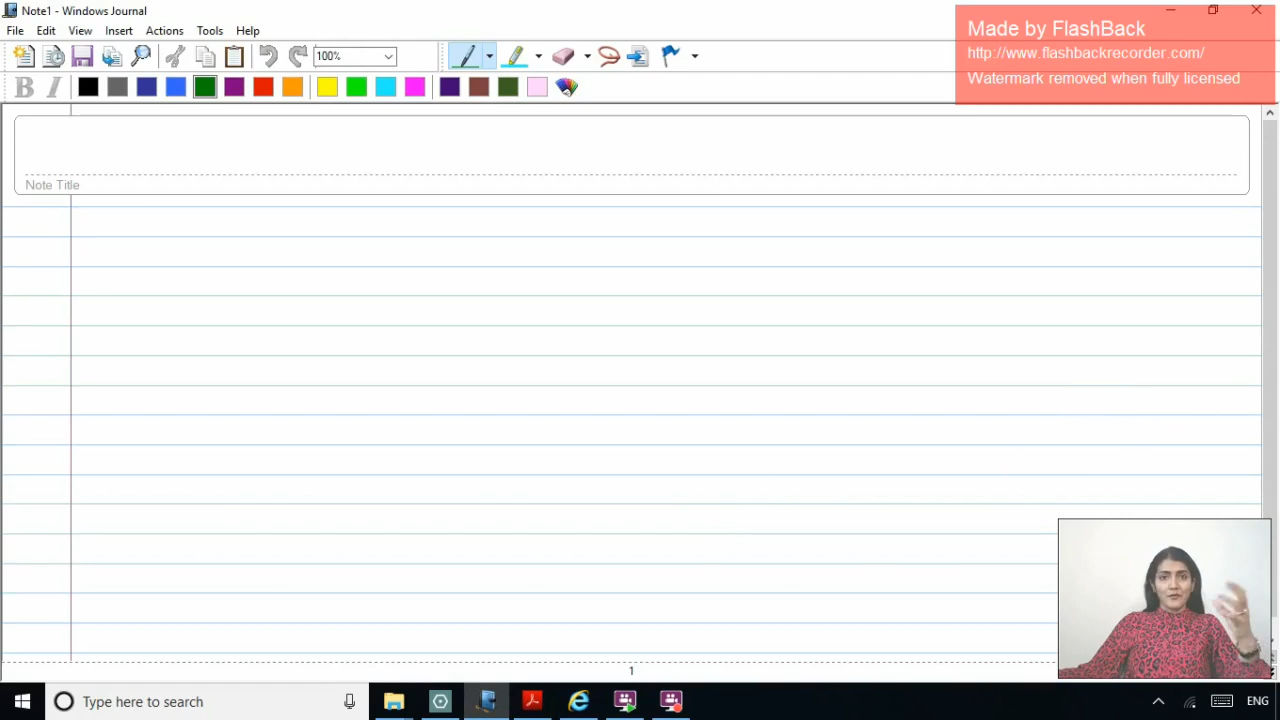 Note1 - Windows Journal
File Edit View Insert Actions Tools Help
Made by FlashBack
http://www.flashbackrecorder.com/
Watermark removed when fully licensed
100%
B I
Note Title
1
Type here to search
ENG